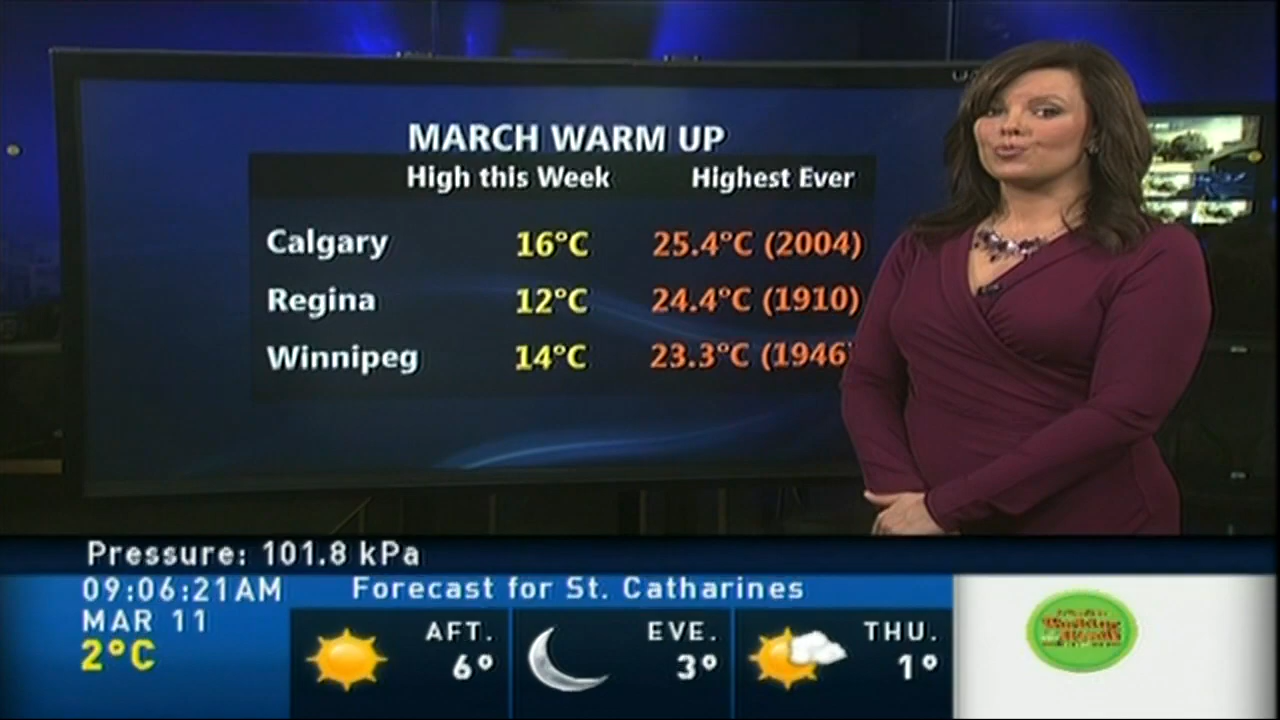 MARCH WARM UP
High this Week Highest Ever
Calgary 16°C 25.4°C (2004)
Regina 12°C 24.4°C (1910)
Winnipeg 14°C 23.3°C (1946
Pressure: 101.8 kPa
09:06:21AM Forecast for St. Catharines
MAR 11
2°C
AFT. EVE. THU.
6° 3° 1°